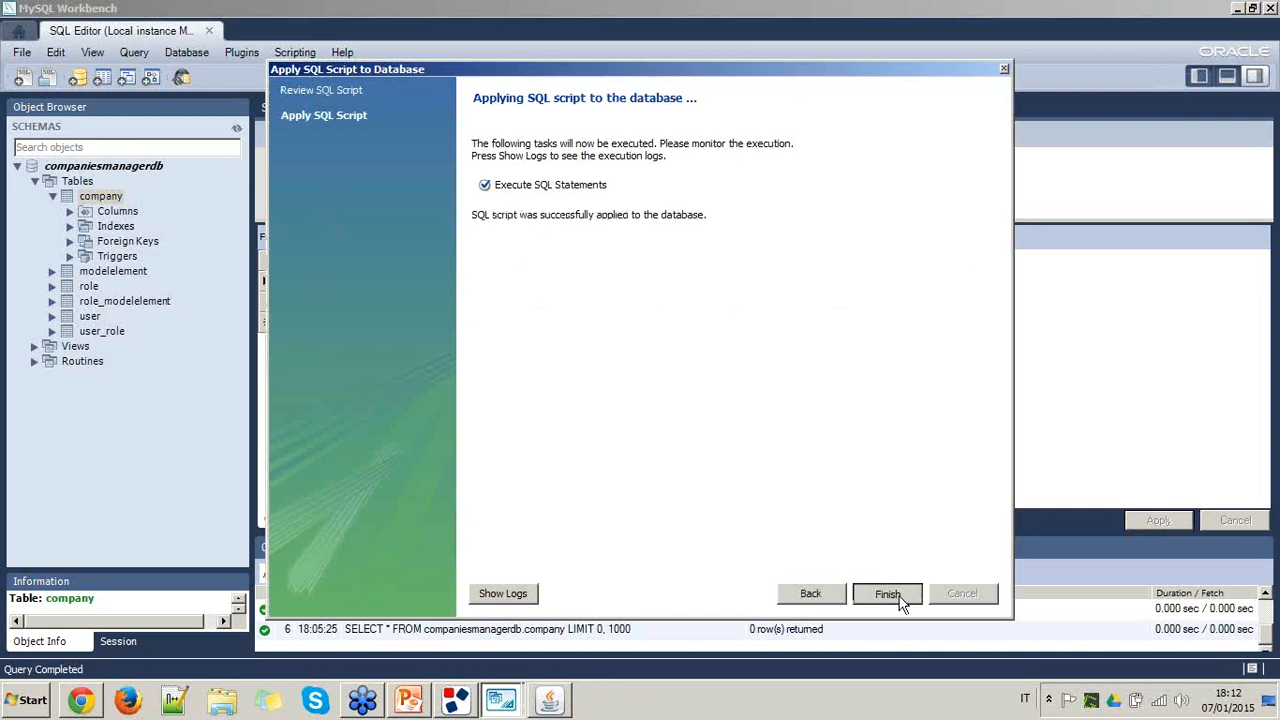 MySQL Workbench
SQL Editor (Local instance M...
File Edit View Query Database Plugins Scripting Help
ORACLE
Apply SQL Script to Database
Review SQL Script
Apply SQL Script
Applying SQL script to the database ...
The following tasks will now be executed. Please monitor the execution.
Press Show Logs to see the execution logs.
Execute SQL Statements
SQL script was successfully applied to the database.
Show Logs
Back
Finish
Cancel
Object Browser
SCHEMAS
Search objects
companiesmanagerdb
Tables
company
Columns
Indexes
Foreign Keys
Triggers
modelelement
role
role_modelelement
user
user_role
Views
Routines
Apply
Cancel
Information
Table: company
Object Info
Session
Duration / Fetch
0.000 sec / 0.000 sec
6 18:05:25 SELECT * FROM companiesmanagerdb.company LIMIT 0, 1000 0 row(s) returned 0.000 sec / 0.000 sec
Query Completed
Start
IT
18:12
07/01/2015